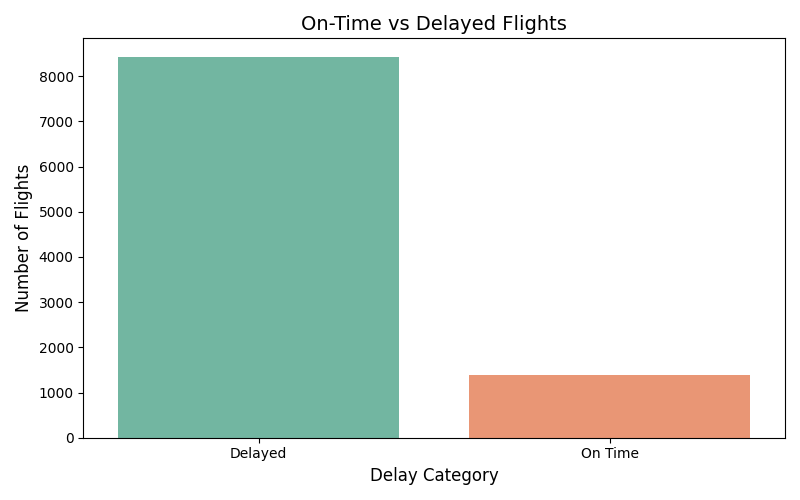 On-Time vs Delayed Flights
Number of Flights
8000
7000
6000
5000
4000
3000
2000
1000
0
Delayed
On Time
Delay Category